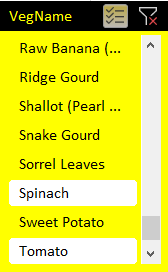 VegName
Raw Banana (...
Ridge Gourd
Shallot (Pearl ...
Snake Gourd
Sorrel Leaves
Spinach
Sweet Potato
Tomato